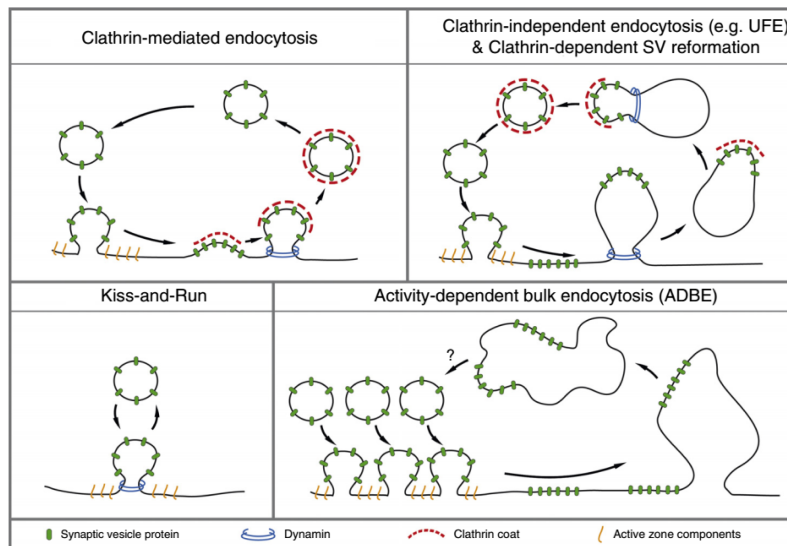 Clathrin-mediated endocytosis
Clathrin-independent endocytosis (e.g. UFE)
& Clathrin-dependent SV reformation
Kiss-and-Run
Activity-dependent bulk endocytosis (ADBE)
?
Synaptic vesicle protein
Dynamin
Clathrin coat
Active zone components